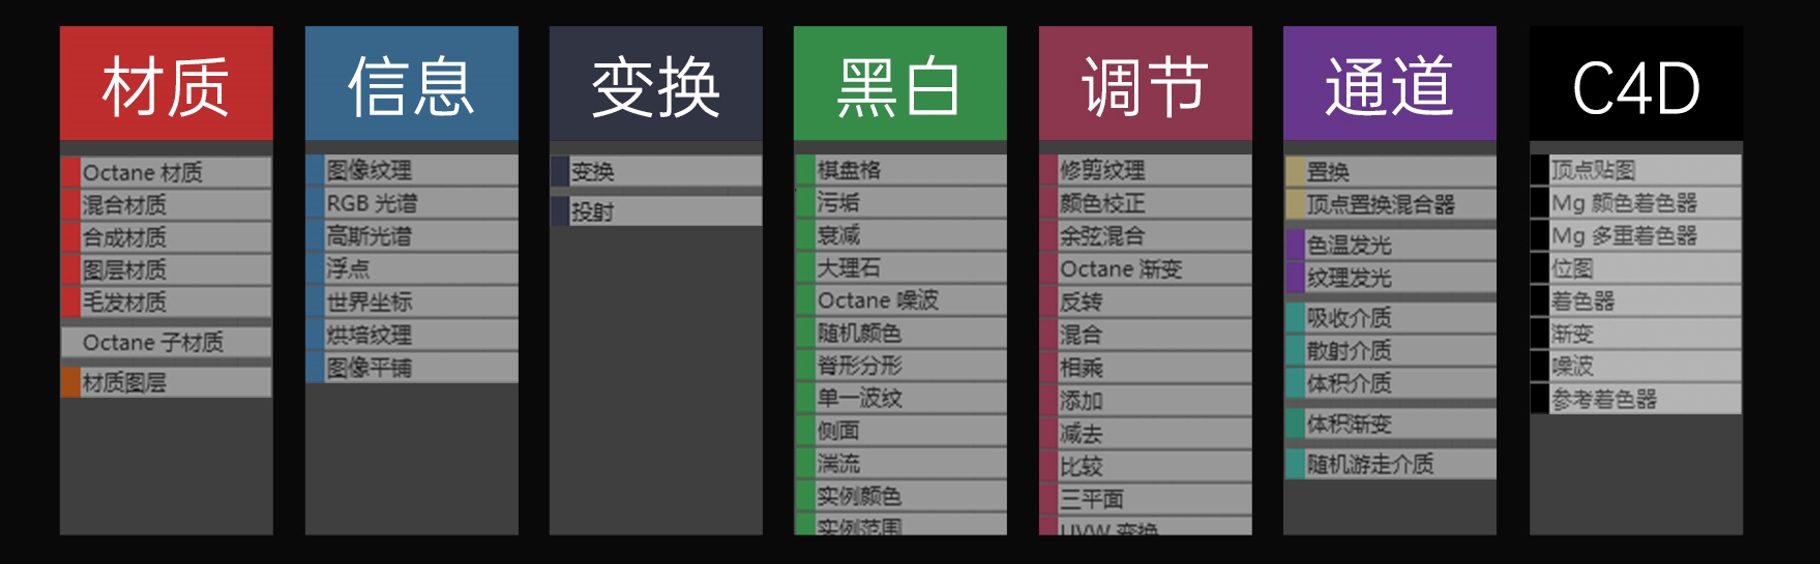 材质
Octane 材质
混合材质
合成材质
图层材质
毛发材质
Octane 子材质
材质图层
信息
图像纹理
RGB 光谱
高斯光谱
浮点
世界坐标
烘培纹理
图像平铺
变换
变换
投射
黑白
棋盘格
污垢
衰减
大理石
Octane 噪波
随机颜色
脊形分形
单一波纹
侧面
湍流
实例颜色
实例范围
调节
修剪纹理
颜色校正
余弦混合
Octane 渐变
反转
混合
相乘
添加
减去
比较
三平面
UVW 变换
通道
置换
顶点置换混合器
色温发光
纹理发光
吸收介质
散射介质
体积介质
体积渐变
随机游走介质
C4D
顶点贴图
Mg 颜色着色器
Mg 多重着色器
位图
着色器
渐变
噪波
参考着色器